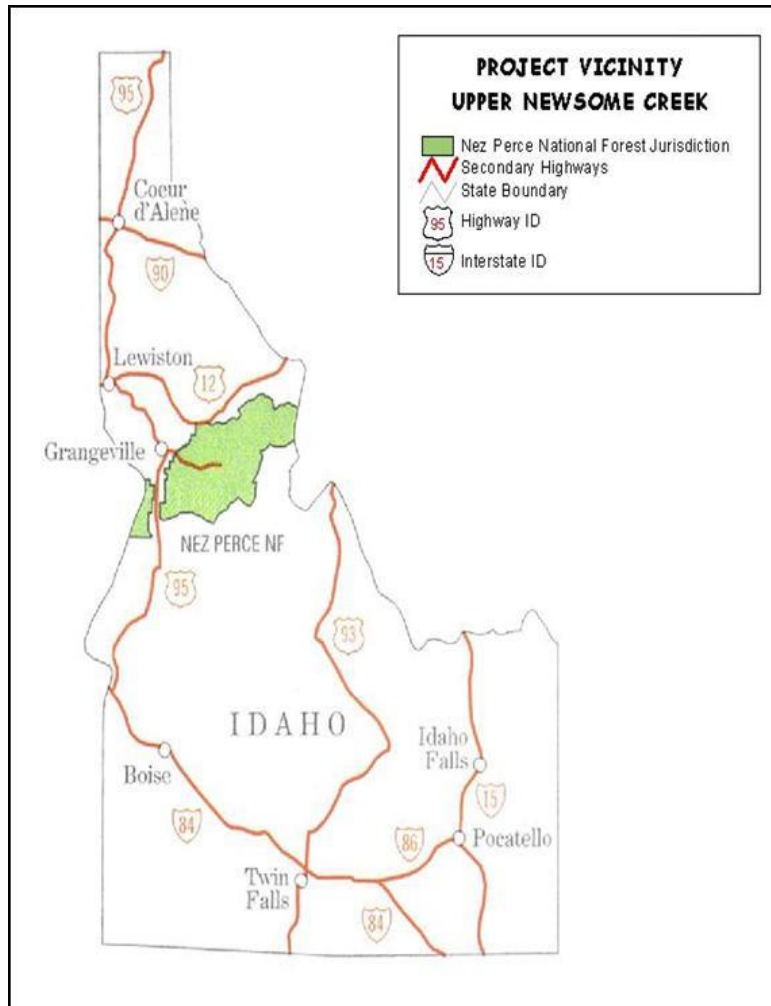 PROJECT VICINITY
UPPER NEWSOME CREEK
Nez Perce National Forest Jurisdiction
Secondary Highways
State Boundary
95 Highway ID
15 Interstate ID
95
Coeur
d'Alene
90
Lewiston
12
Grangeville
NEZ PERCE NF
95
93
IDAHO
Idaho
Falls
Boise
15
84
86
Pocatello
Twin
Falls
84